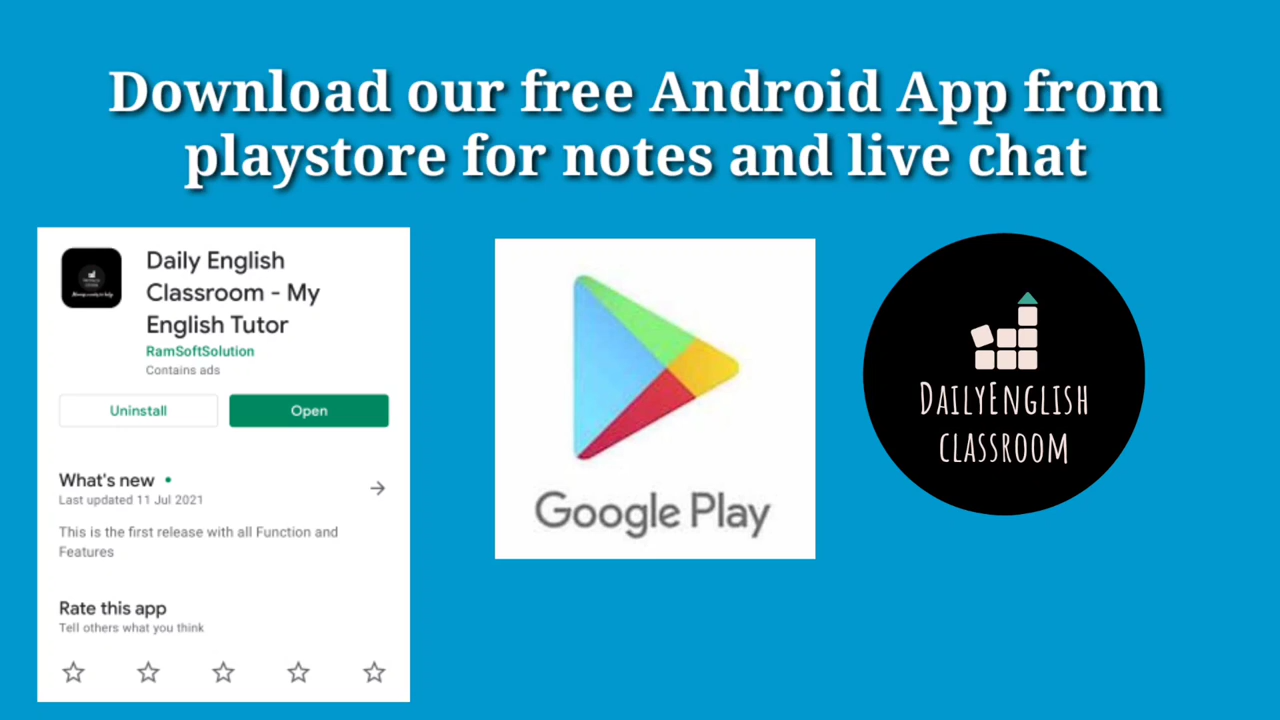 Download our free Android App from
playstore for notes and live chat
Daily English
Classroom - My
English Tutor
RamSoftSolution
Contains ads
Uninstall
Open
What's new
Last updated 11 Jul 2021
This is the first release with all Function and
Features
Rate this app
Tell others what you think
Google Play
DAILYENGLISH
CLASSROOM